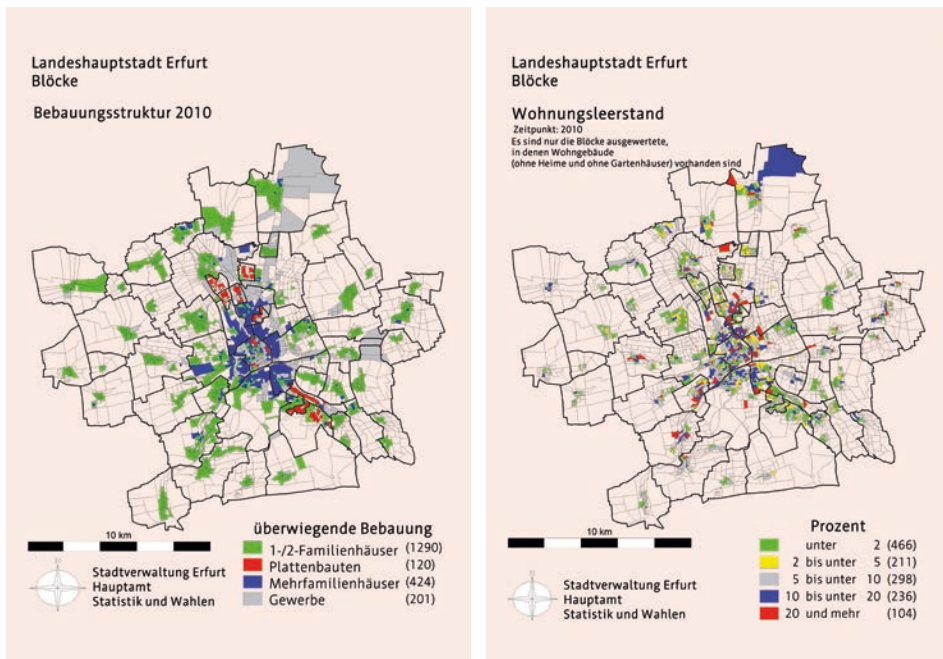 Landeshauptstadt Erfurt
Blöcke
Bebauungsstruktur 2010
10 km
überwiegende Bebauung
1-/2-Familienhäuser (1290)
Plattenbauten (120)
Mehrfamilienhäuser (424)
Gewerbe (201)
Stadtverwaltung Erfurt
Hauptamt
Statistik und Wahlen
Landeshauptstadt Erfurt
Blöcke
Wohnungsleerstand
Zeitpunkt: 2010
Es sind nur die Blöcke ausgewertete,
in denen Wohngebäude
(ohne Heime und ohne Gartenhäuser) vorhanden sind
10 km
Prozent
unter 2 (466)
2 bis unter 5 (211)
5 bis unter 10 (298)
10 bis unter 20 (236)
20 und mehr (104)
Stadtverwaltung Erfurt
Hauptamt
Statistik und Wahlen